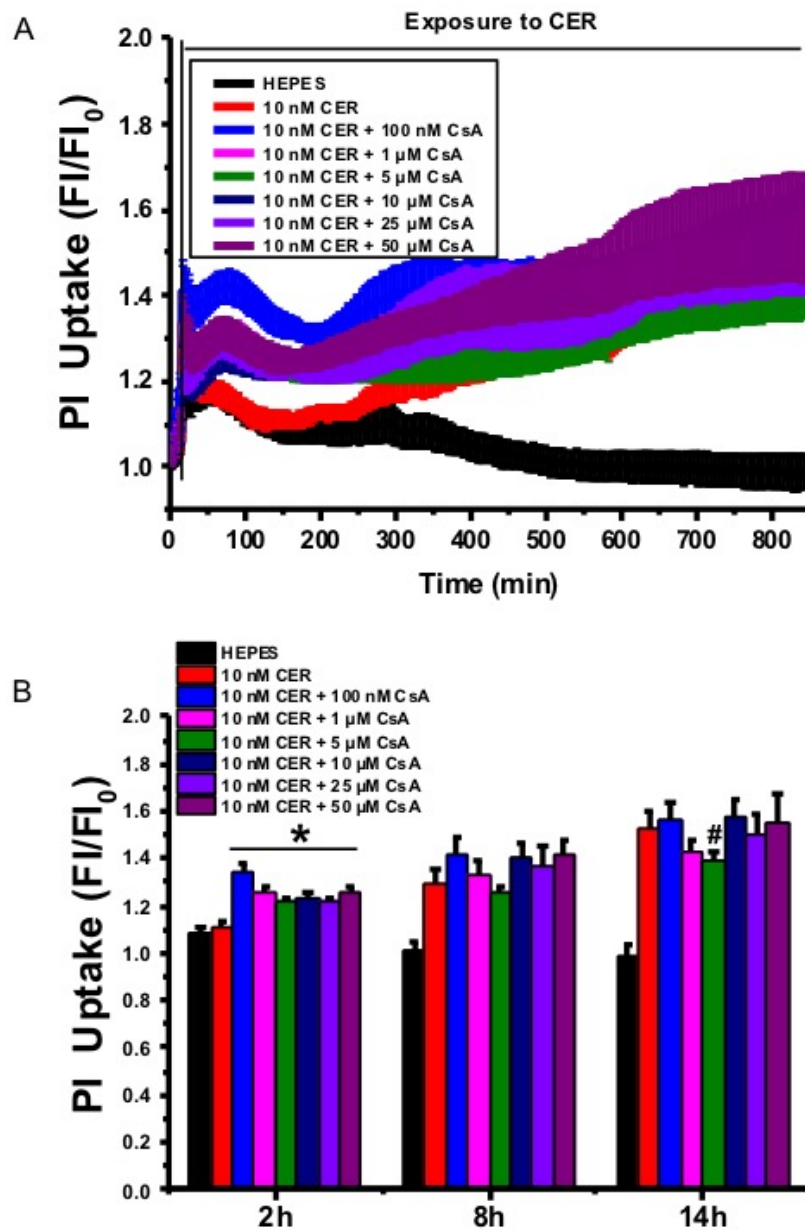 A
Exposure to CER
2.0
1.8
1.6
1.4
1.2
1.0
PI Uptake (FI/FI0)
HEPES
10 nM CER
10 nM CER + 100 nM CsA
10 nM CER + 1 µM CsA
10 nM CER + 5 µM CsA
10 nM CER + 10 µM CsA
10 nM CER + 25 µM CsA
10 nM CER + 50 µM CsA
0 100 200 300 400 500 600 700 800
Time (min)
B
HEPES
10 nM CER
10 nM CER + 100 nM CsA
10 nM CER + 1 µM CsA
10 nM CER + 5 µM CsA
10 nM CER + 10 µM CsA
10 nM CER + 25 µM CsA
10 nM CER + 50 µM CsA
2.0
1.8
1.6
1.4
1.2
1.0
0.8
0.6
0.4
0.2
0.0
PI Uptake (FI/FI0)
*
#
2h 8h 14h